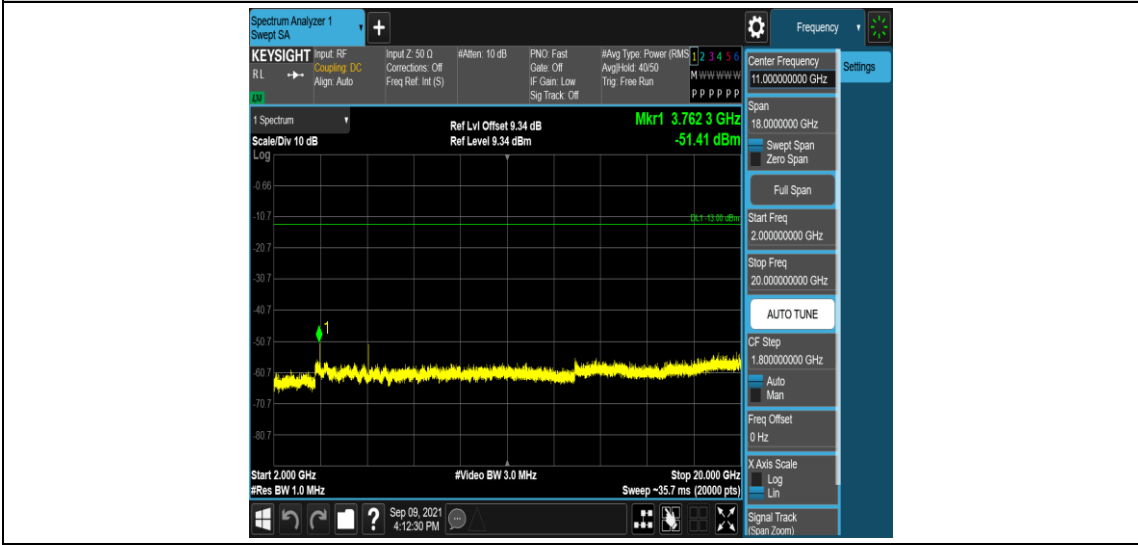 Spectrum Analyzer 1
Swept SA
+
Frequency
KEYSIGHT
RL
LM
Input: RF
Coupling: DC
Align: Auto
Input Z: 50 Ω
Corrections: Off
Freq Ref: Int (S)
#Atten: 10 dB
PNO: Fast
Gate: Off
IF Gain: Low
Sig Track: Off
#Avg Type: Power (RMS
Avg|Hold: 40/50
Trig: Free Run
1 2 3 4 5 6
M W W W W W
P P P P P P
1 Spectrum
Scale/Div 10 dB
Log
Ref Lvl Offset 9.34 dB
Ref Level 9.34 dBm
Mkr1 3.762 3 GHz
-51.41 dBm
-0.66
-10.7
DL1 -13.00 dBm
-20.7
-30.7
-40.7
1
-50.7
-60.7
-70.7
-80.7
Start 2.000 GHz
#Res BW 1.0 MHz
#Video BW 3.0 MHz
Stop 20.000 GHz
Sweep ~35.7 ms (20000 pts)
?
Sep 09, 2021
4:12:30 PM
Center Frequency
11.000000000 GHz
Settings
Span
18.0000000 GHz
Swept Span
Zero Span
Full Span
Start Freq
2.000000000 GHz
Stop Freq
20.000000000 GHz
AUTO TUNE
CF Step
1.800000000 GHz
Auto
Man
Freq Offset
0 Hz
X Axis Scale
Log
Lin
Signal Track
(Span Zoom)